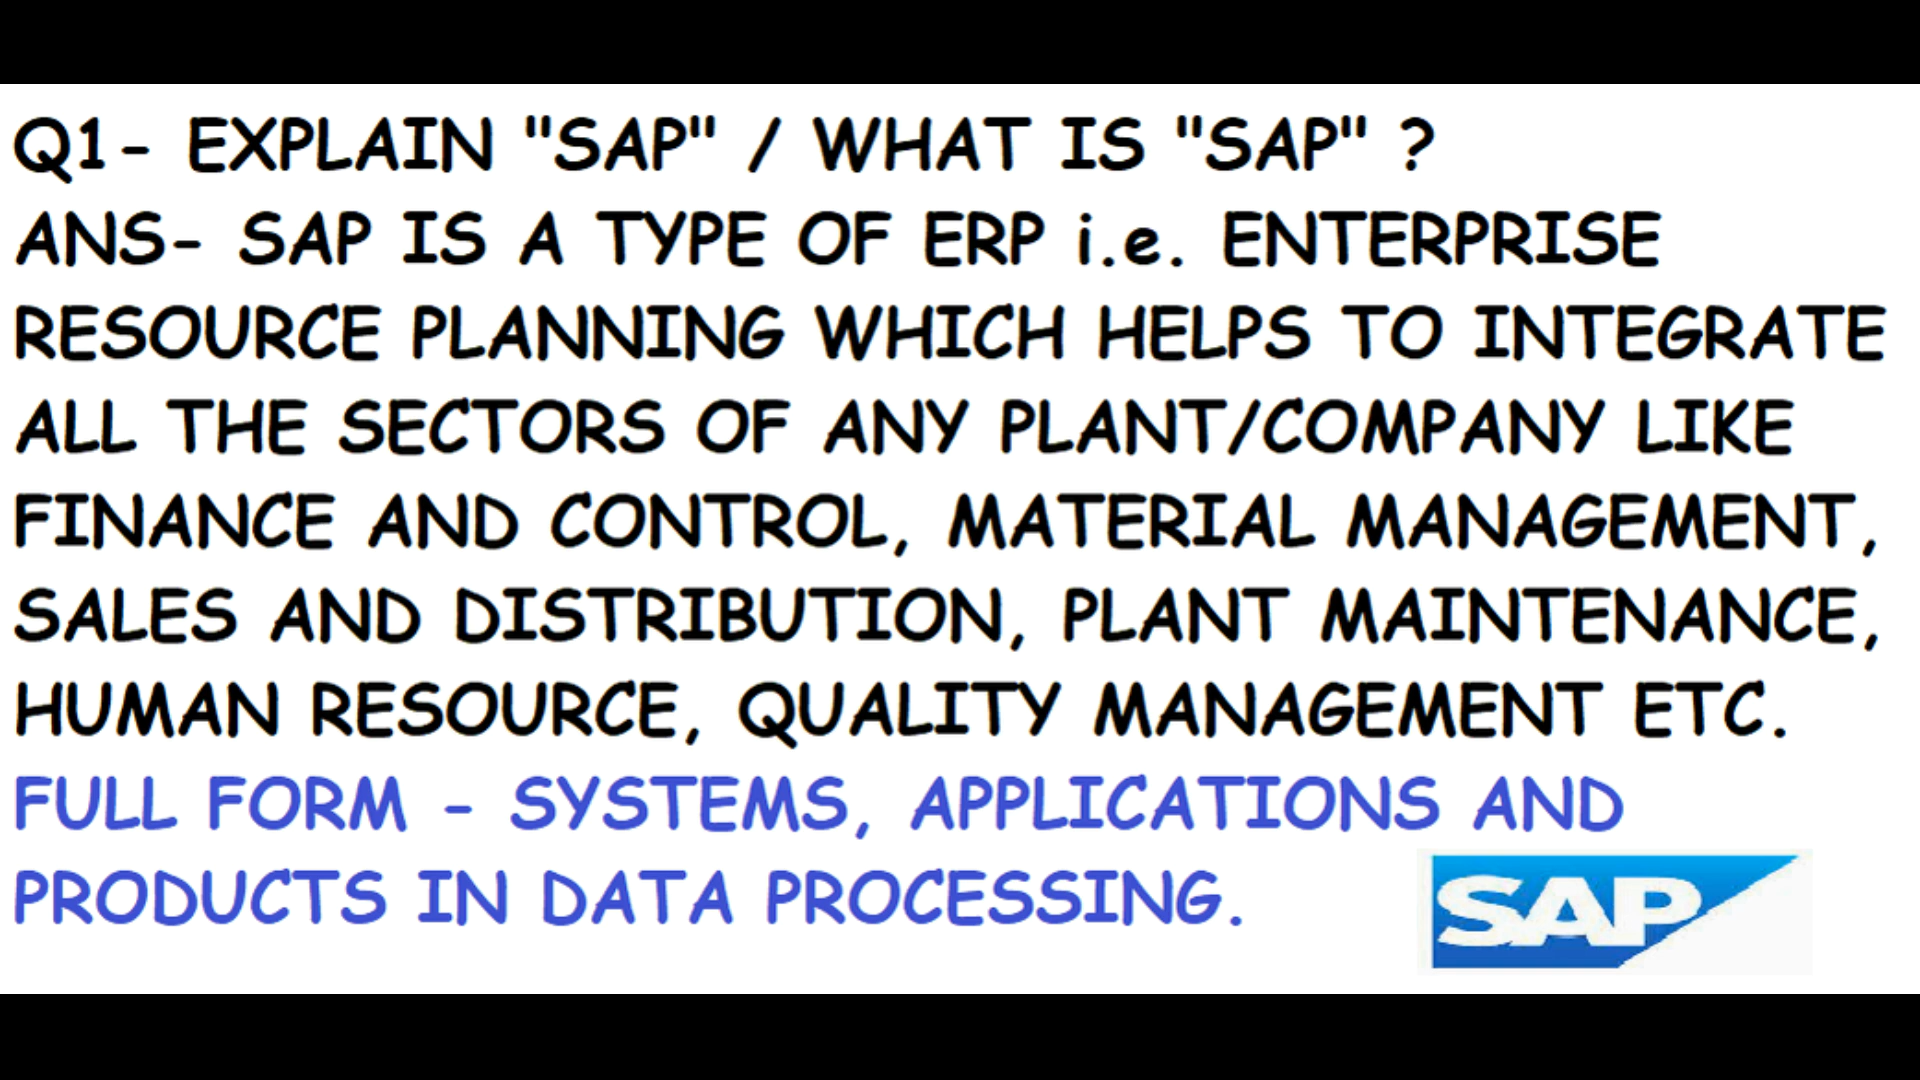 Q1- EXPLAIN "SAP" / WHAT IS "SAP" ?
ANS- SAP IS A TYPE OF ERP i.e. ENTERPRISE
RESOURCE PLANNING WHICH HELPS TO INTEGRATE
ALL THE SECTORS OF ANY PLANT/COMPANY LIKE
FINANCE AND CONTROL, MATERIAL MANAGEMENT,
SALES AND DISTRIBUTION, PLANT MAINTENANCE,
HUMAN RESOURCE, QUALITY MANAGEMENT ETC.
FULL FORM - SYSTEMS, APPLICATIONS AND
PRODUCTS IN DATA PROCESSING.
SAP